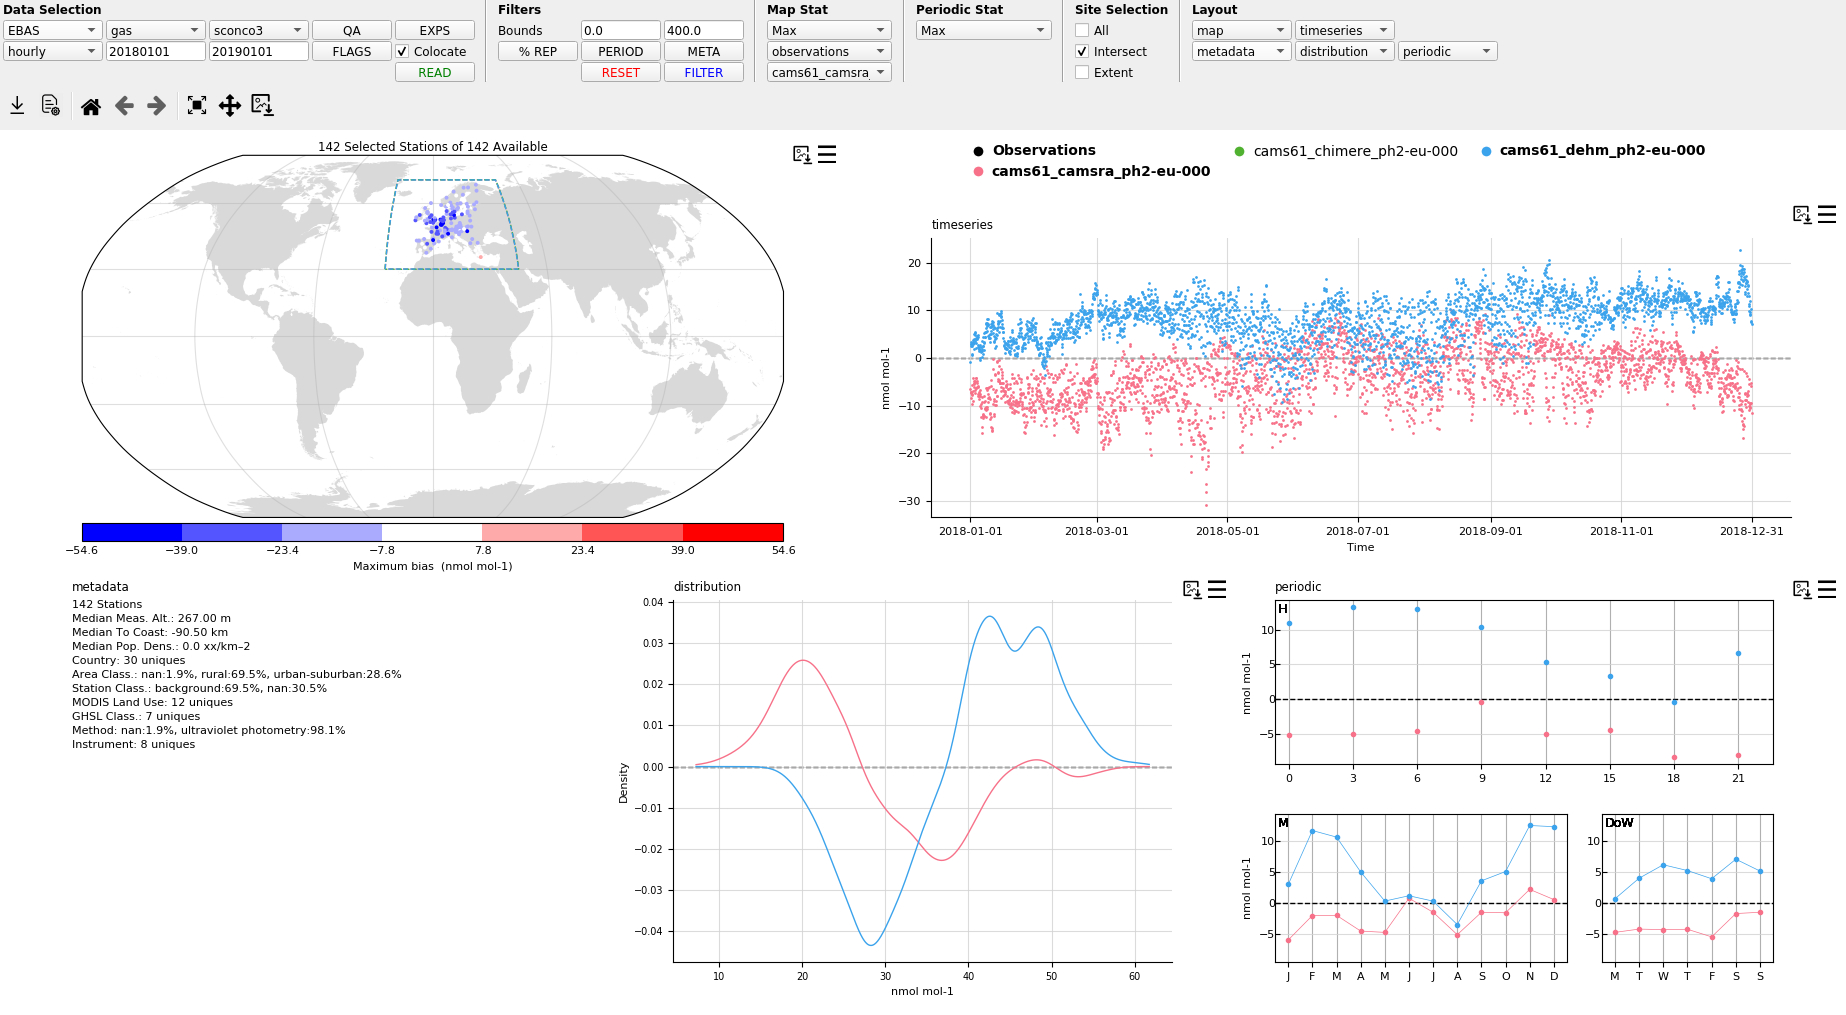 Data Selection
Filters
Map Stat
Periodic Stat
Site Selection
Layout
EBAS gas sconco3 QA EXPS
Bounds 0.0 400.0
Max
Max
All
map timeseries
hourly 20180101 20190101 FLAGS Colocate
% REP PERIOD META
observations
Intersect
metadata distribution periodic
READ
RESET FILTER
cams61_camsra_
Extent
142 Selected Stations of 142 Available
−54.6 −39.0 −23.4 −7.8 7.8 23.4 39.0 54.6
Maximum bias (nmol mol-1)
Observations cams61_chimere_ph2-eu-000 cams61_dehm_ph2-eu-000
cams61_camsra_ph2-eu-000
timeseries
20
10
0
−10
−20
−30
nmol mol-1
2018-01-01 2018-03-01 2018-05-01 2018-07-01 2018-09-01 2018-11-01 2018-12-31
Time
metadata
142 Stations
Median Meas. Alt.: 267.00 m
Median To Coast: -90.50 km
Median Pop. Dens.: 0.0 xx/km–2
Country: 30 uniques
Area Class.: nan:1.9%, rural:69.5%, urban-suburban:28.6%
Station Class.: background:69.5%, nan:30.5%
MODIS Land Use: 12 uniques
GHSL Class.: 7 uniques
Method: nan:1.9%, ultraviolet photometry:98.1%
Instrument: 8 uniques
distribution
0.04
0.03
0.02
0.01
0.00
−0.01
−0.02
−0.03
−0.04
Density
10 20 30 40 50 60
nmol mol-1
periodic
H
10
5
0
−5
nmol mol-1
0 3 6 9 12 15 18 21
M
10
5
0
−5
nmol mol-1
J F M A M J J A S O N D
DoW
10
5
0
−5
M T W T F S S